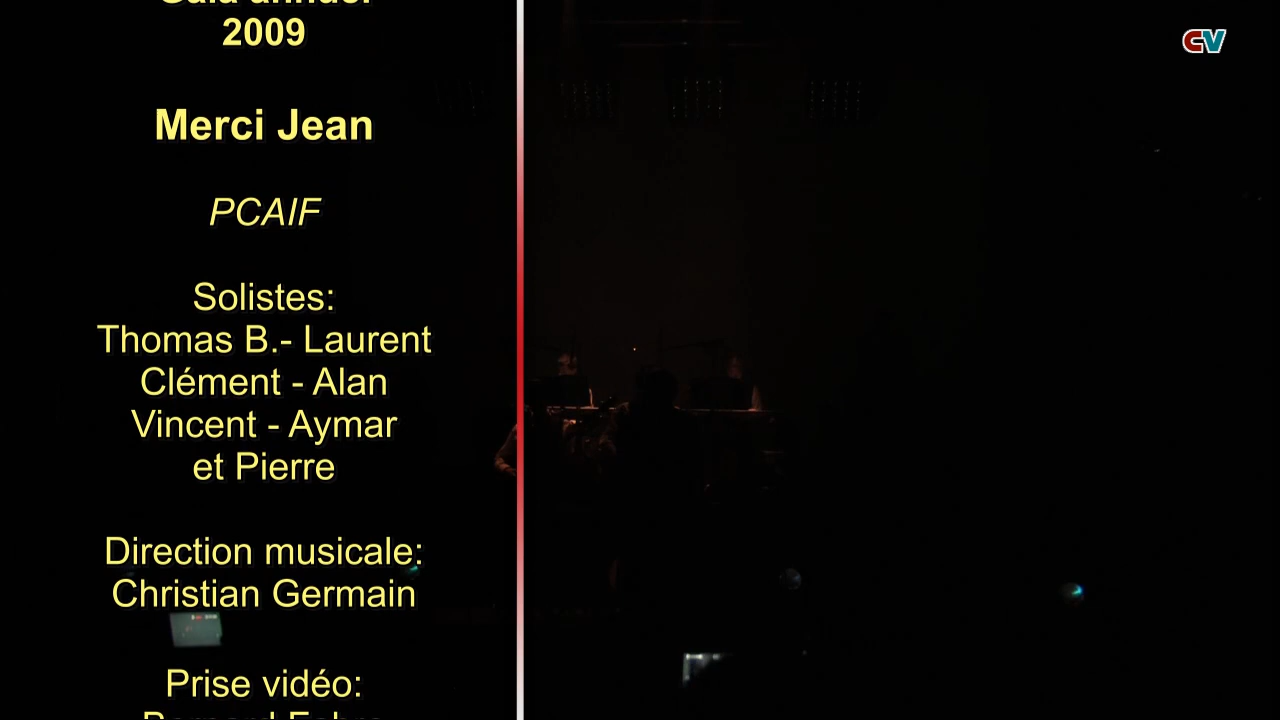 2009
Merci Jean
PCAIF
Solistes:
Thomas B.- Laurent
Clément - Alan
Vincent - Aymar
et Pierre
Direction musicale:
Christian Germain
Prise vidéo:
CV